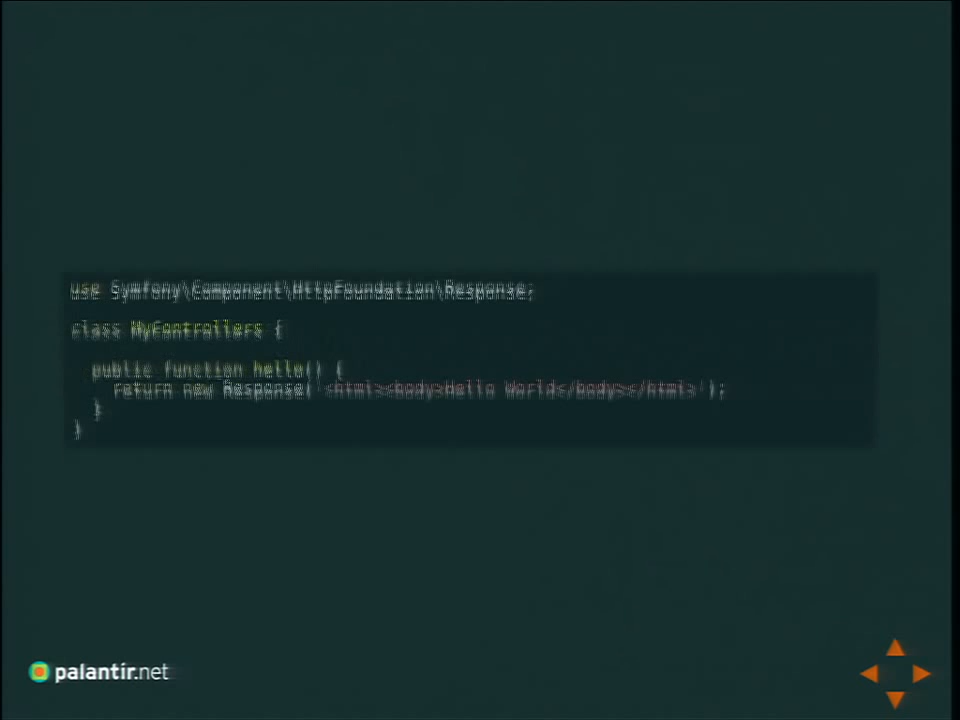 use Symfony\Component\HttpFoundation\Response;
class MyControllers {
public function hello() {
return new Response('<html><body>Hello World</body></html>');
}
}
palantir.net